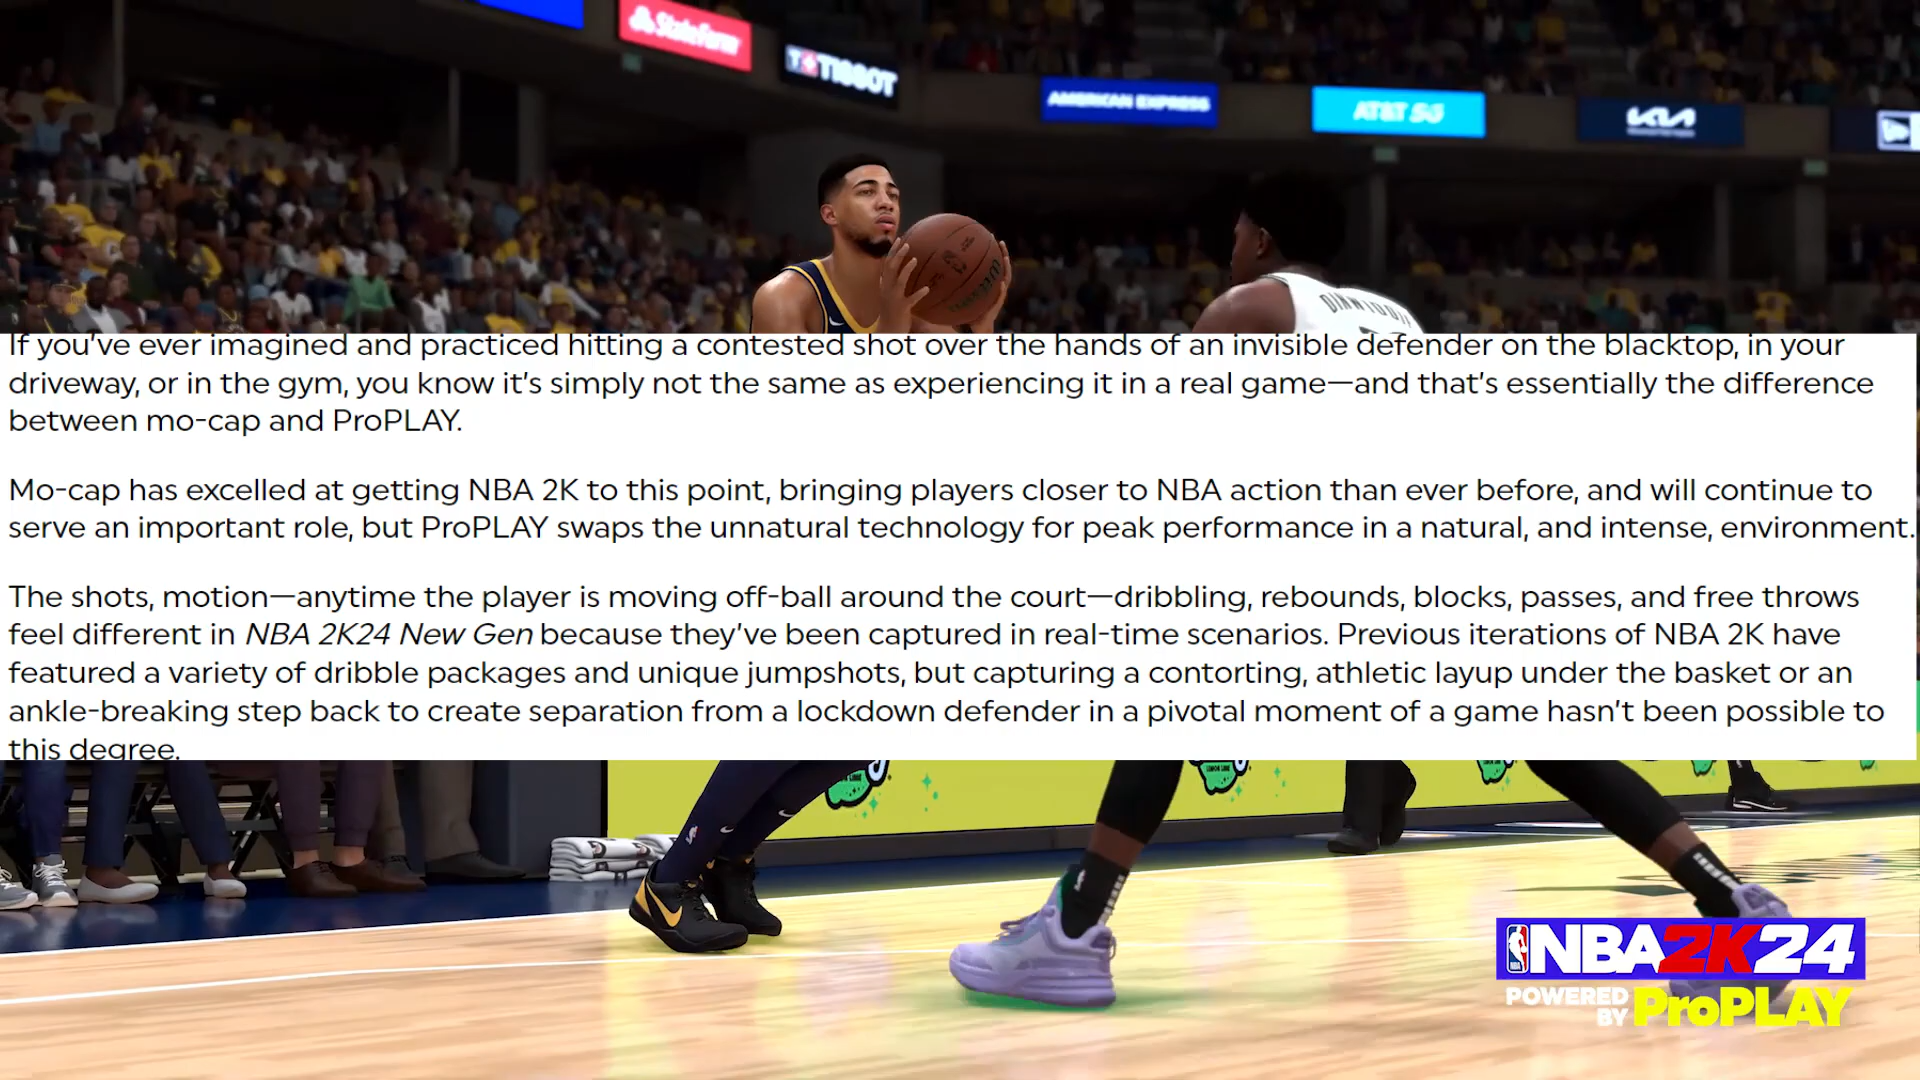 StateFarm
TISSOT
AMERICAN EXPRESS
AT&T 5G
KIA
If you've ever imagined and practiced hitting a contested shot over the hands of an invisible defender on the blacktop, in your
driveway, or in the gym, you know it's simply not the same as experiencing it in a real game—and that's essentially the difference
between mo-cap and ProPLAY.
Mo-cap has excelled at getting NBA 2K to this point, bringing players closer to NBA action than ever before, and will continue to
serve an important role, but ProPLAY swaps the unnatural technology for peak performance in a natural, and intense, environment.
The shots, motion—anytime the player is moving off-ball around the court—dribbling, rebounds, blocks, passes, and free throws
feel different in NBA 2K24 New Gen because they've been captured in real-time scenarios. Previous iterations of NBA 2K have
featured a variety of dribble packages and unique jumpshots, but capturing a contorting, athletic layup under the basket or an
ankle-breaking step back to create separation from a lockdown defender in a pivotal moment of a game hasn't been possible to
this degree.
NBA 2K24
POWERED BY ProPLAY